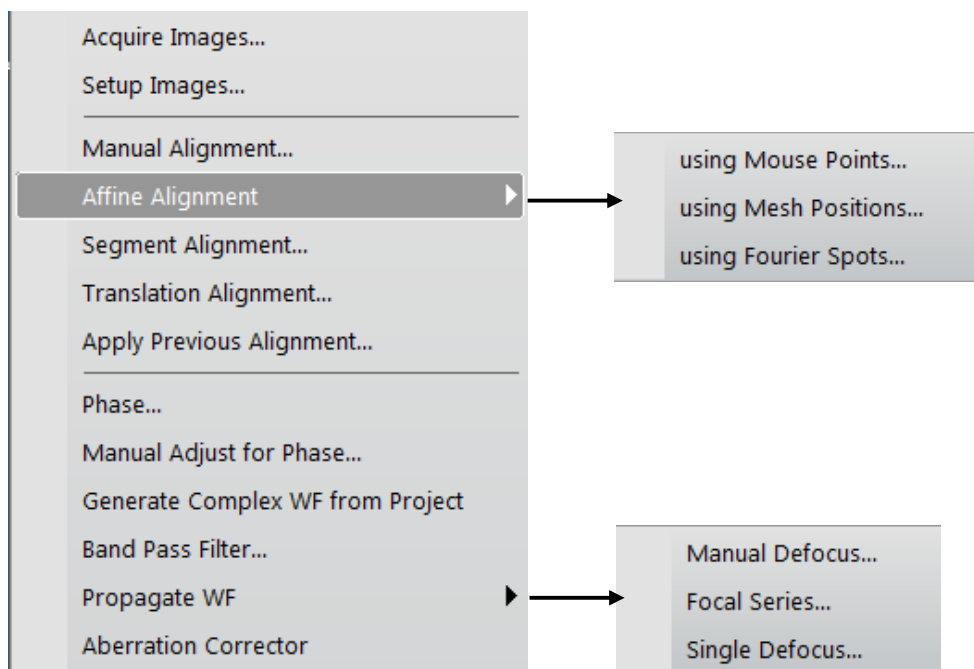 Acquire Images...
Setup Images...
Manual Alignment...
Affine Alignment
Segment Alignment...
Translation Alignment...
Apply Previous Alignment...
Phase...
Manual Adjust for Phase...
Generate Complex WF from Project
Band Pass Filter...
Propagate WF
Aberration Corrector
using Mouse Points...
using Mesh Positions...
using Fourier Spots...
Manual Defocus...
Focal Series...
Single Defocus...